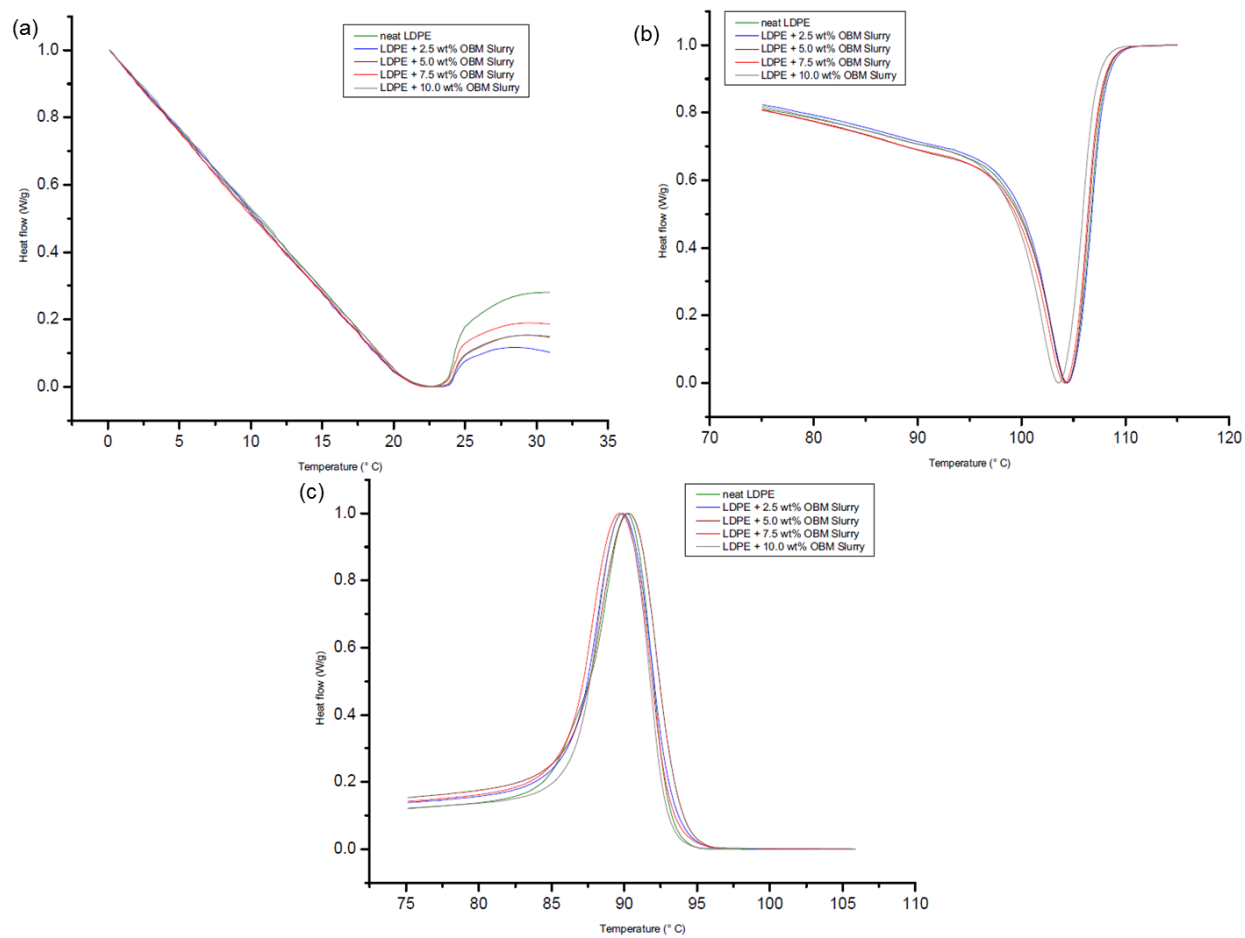 (a)
neat LDPE
LDPE + 2.5 wt% OBM Slurry
LDPE + 5.0 wt% OBM Slurry
LDPE + 7.5 wt% OBM Slurry
LDPE + 10.0 wt% OBM Slurry
1.0
0.8
0.6
0.4
0.2
0.0
Heat flow (W/g)
0
5
10
15
20
25
30
35
Temperature (° C)
(b)
neat LDPE
LDPE + 2.5 wt% OBM Slurry
LDPE + 5.0 wt% OBM Slurry
LDPE + 7.5 wt% OBM Slurry
LDPE + 10.0 wt% OBM Slurry
1.0
0.8
0.6
0.4
0.2
0.0
Heat flow (W/g)
70
80
90
100
110
120
Temperature (° C)
(c)
neat LDPE
LDPE + 2.5 wt% OBM Slurry
LDPE + 5.0 wt% OBM Slurry
LDPE + 7.5 wt% OBM Slurry
LDPE + 10.0 wt% OBM Slurry
1.0
0.8
0.6
0.4
0.2
0.0
Heat flow (W/g)
75
80
85
90
95
100
105
110
Temperature (° C)